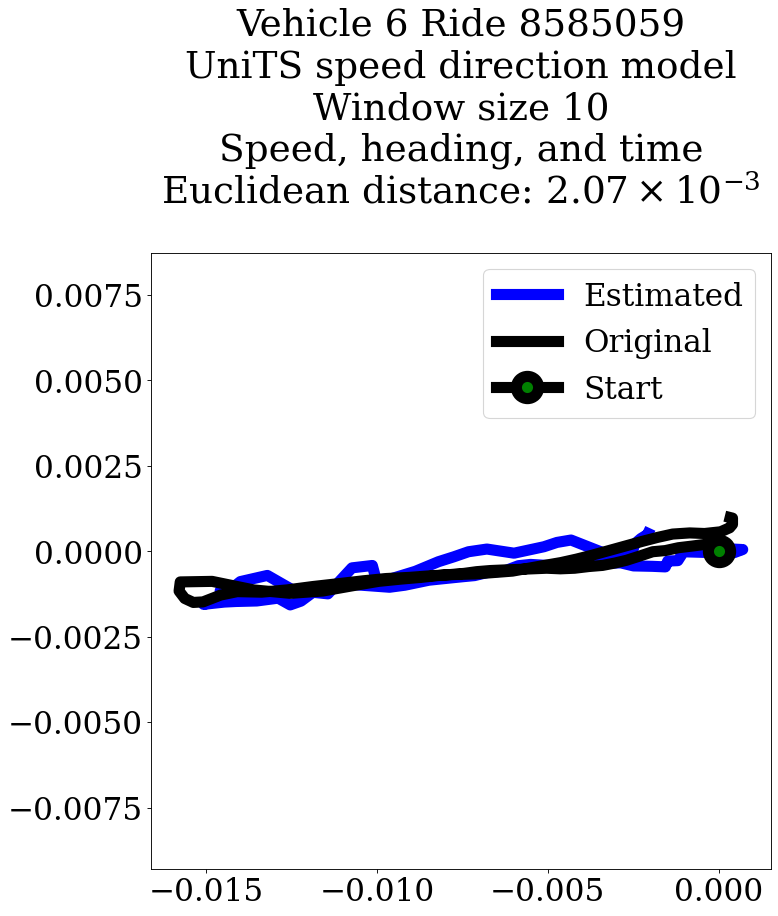 Vehicle 6 Ride 8585059
UniTS speed direction model
Window size 10
Speed, heading, and time
Euclidean distance: 2.07 × 10⁻³
Estimated
Original
Start
0.0075
0.0050
0.0025
0.0000
−0.0025
−0.0050
−0.0075
−0.015
−0.010
−0.005
0.000